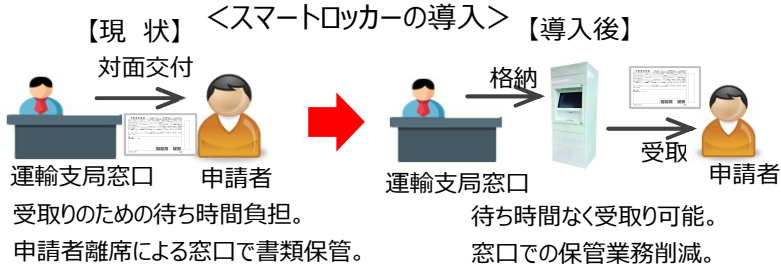 ＜スマートロッカーの導入＞
【現　状】
対面交付
運輸支局窓口
申請者
受取りのための待ち時間負担。
申請者離席による窓口で書類保管。
【導入後】
格納
受取
運輸支局窓口
申請者
待ち時間なく受取り可能。
窓口での保管業務削減。